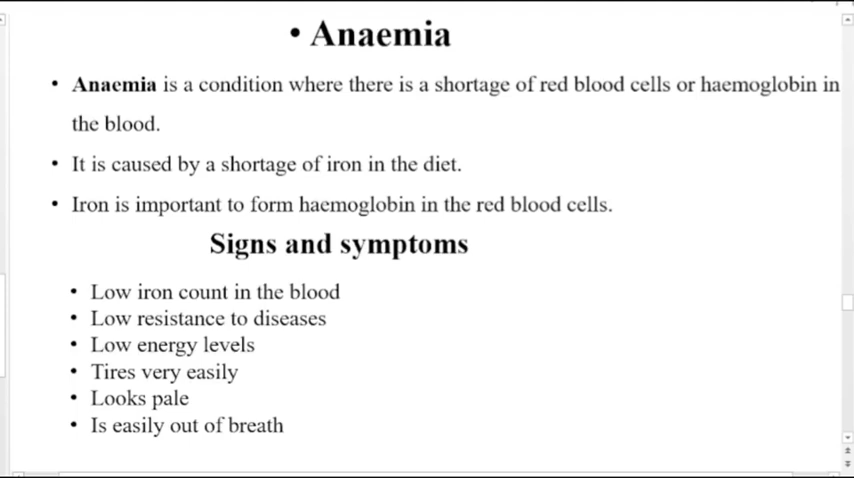 • Anaemia
• Anaemia is a condition where there is a shortage of red blood cells or haemoglobin in
the blood.
• It is caused by a shortage of iron in the diet.
• Iron is important to form haemoglobin in the red blood cells.
Signs and symptoms
• Low iron count in the blood
• Low resistance to diseases
• Low energy levels
• Tires very easily
• Looks pale
• Is easily out of breath